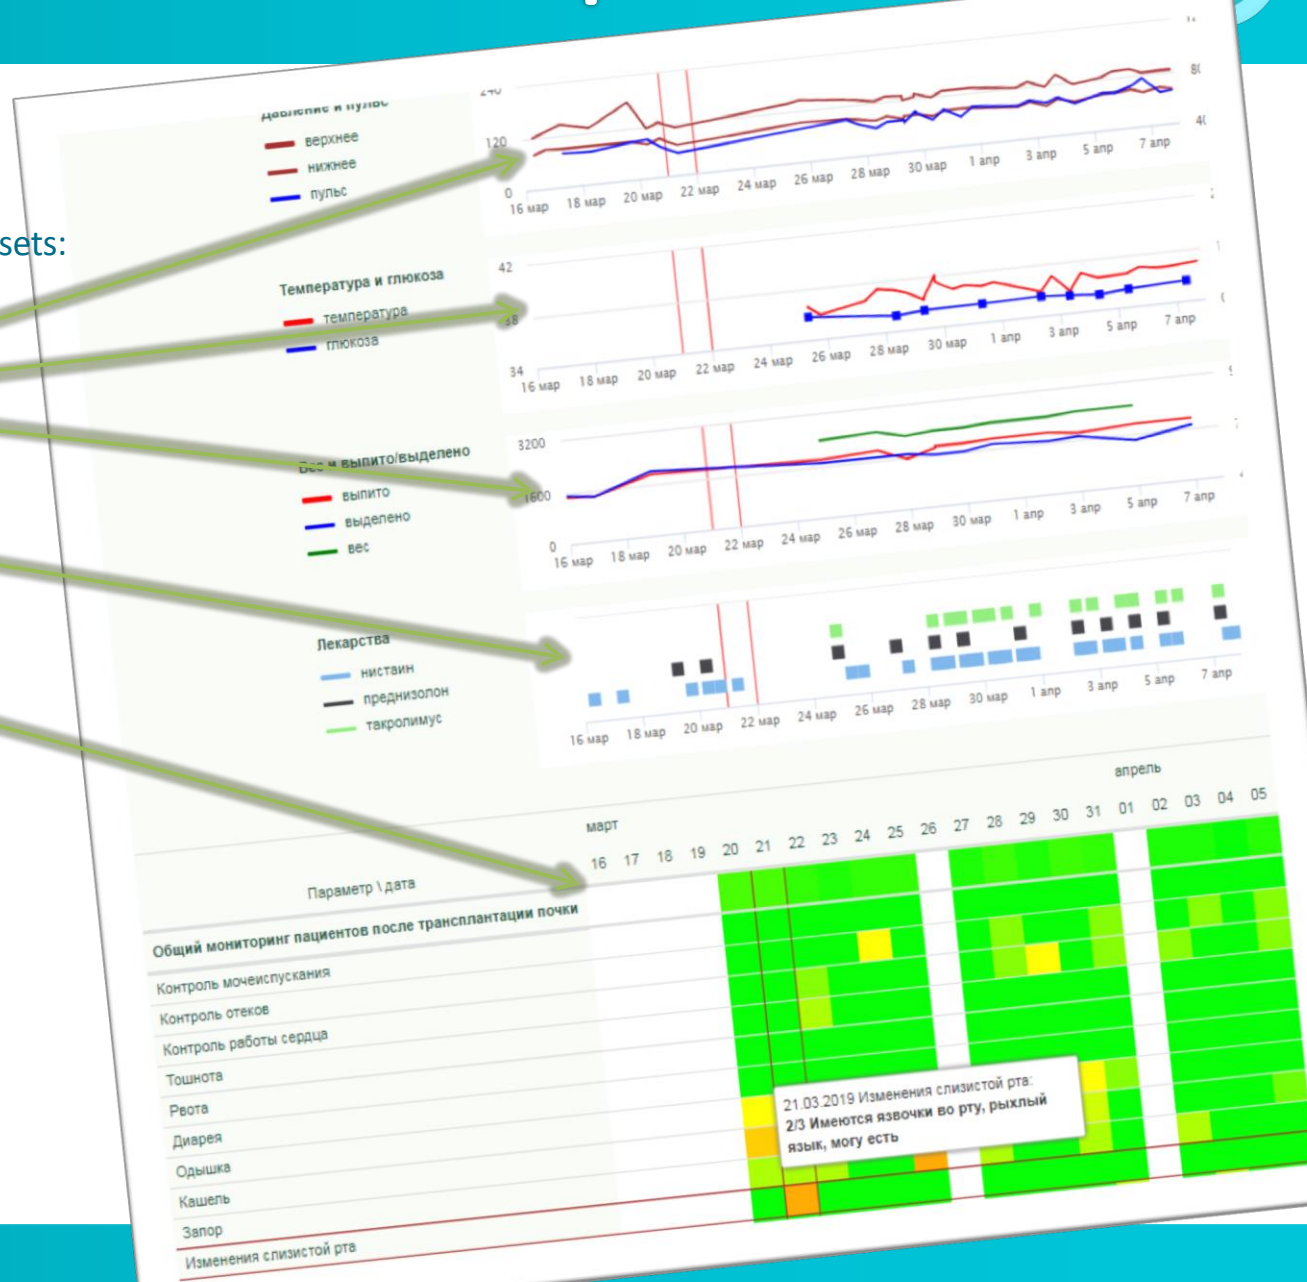 sets:
Давление и пульс
верхнее
нижнее
пульс
240
120
0
80
16 мар 18 мар 20 мар 22 мар 24 мар 26 мар 28 мар 30 мар 1 апр 3 апр 5 апр 7 апр
Температура и глюкоза
температура
глюкоза
42
38
34
16 мар 18 мар 20 мар 22 мар 24 мар 26 мар 28 мар 30 мар 1 апр 3 апр 5 апр 7 апр
Вес и выпито/выделено
выпито
выделено
вес
3200
1600
0
16 мар 18 мар 20 мар 22 мар 24 мар 26 мар 28 мар 30 мар 1 апр 3 апр 5 апр 7 апр
Лекарства
нистаин
преднизолон
такролимус
16 мар 18 мар 20 мар 22 мар 24 мар 26 мар 28 мар 30 мар 1 апр 3 апр 5 апр 7 апр
март апрель
Параметр \ дата 16 17 18 19 20 21 22 23 24 25 26 27 28 29 30 31 01 02 03 04 05
Общий мониторинг пациентов после трансплантации почки
Контроль мочеиспускания
Контроль отеков
Контроль работы сердца
Тошнота
Рвота
Диарея
Одышка
Кашель
Запор
Изменения слизистой рта
21.03.2019 Изменения слизистой рта:
2/3 Имеются язвочки во рту, рыхлый
язык, могу есть